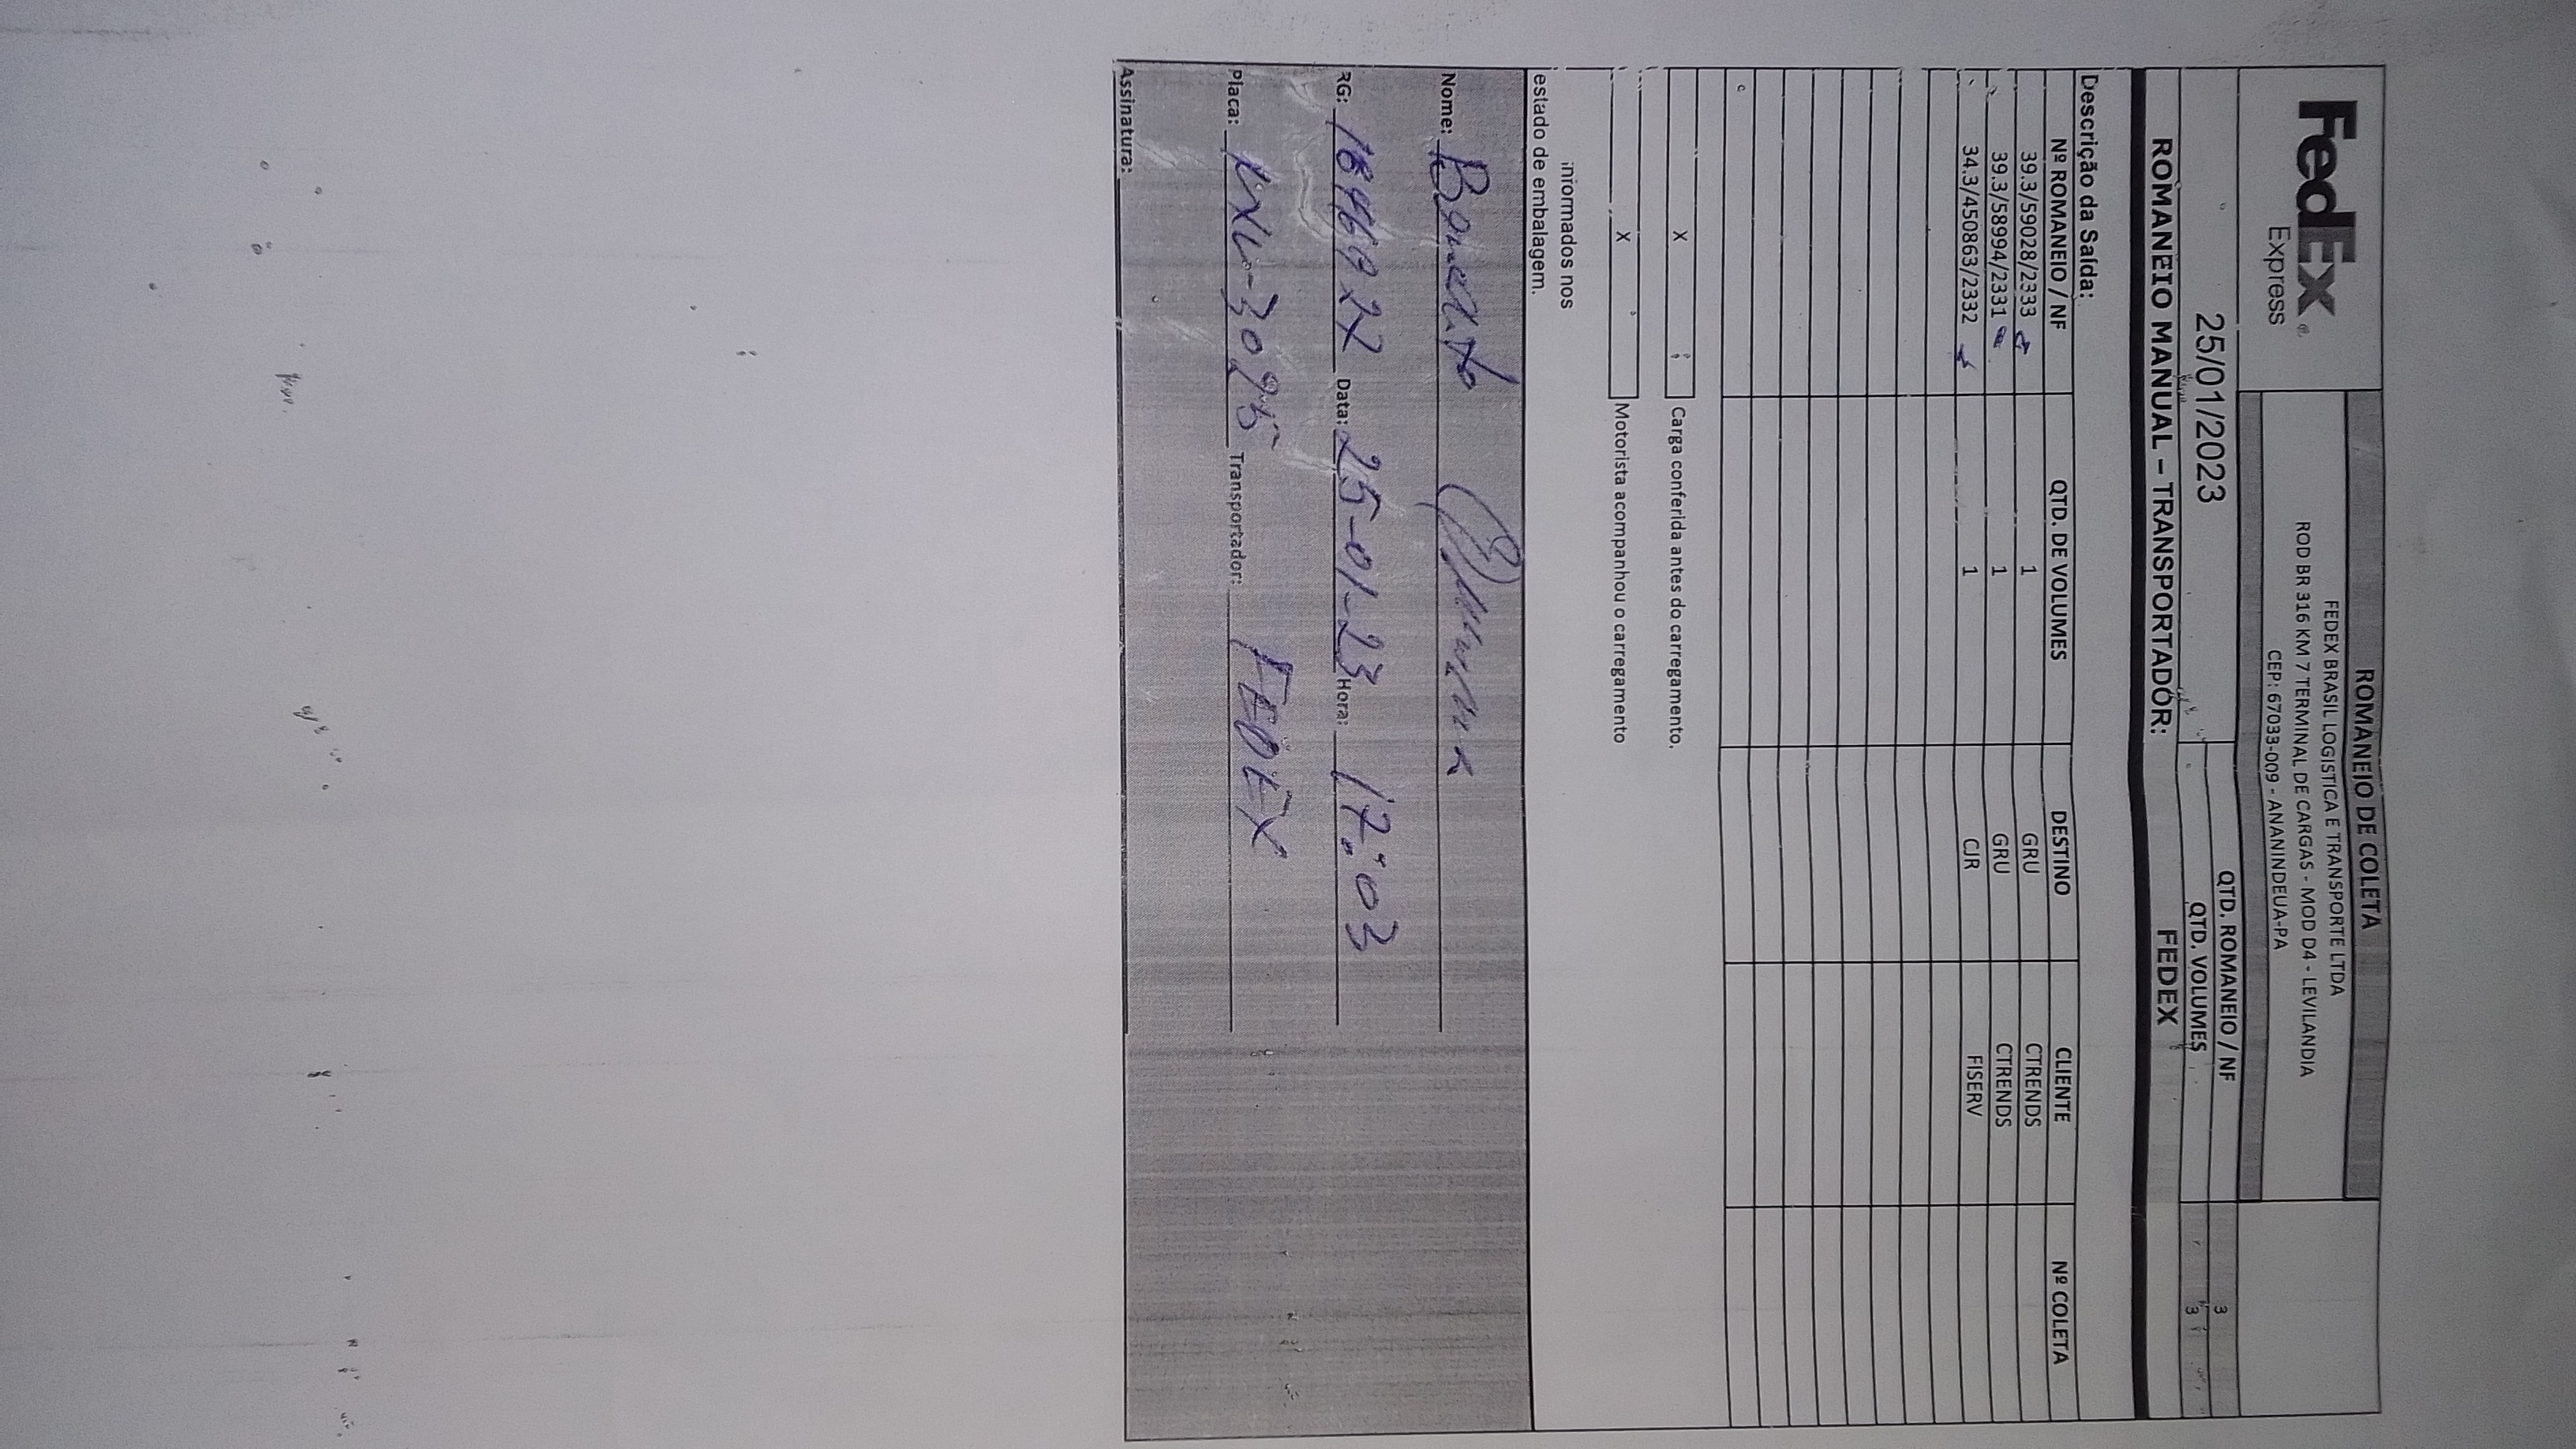 FedEx®
Express
ROMANEIO DE COLETA
FEDEX BRASIL LOGISTICA E TRANSPORTE LTDA
ROD BR 316 KM 7 TERMINAL DE CARGAS - MOD D4 - LEVILANDIA
CEP: 67033-009 - ANANINDEUA-PA
25/01/2023
QTD. ROMANEIO / NF 3
QTD. VOLUMES 3
ROMANEIO MANUAL – TRANSPORTADOR: FEDEX
Descrição da Saída:
Nº ROMANEIO / NF QTD. DE VOLUMES DESTINO CLIENTE Nº COLETA
39.3/59028/2333 1 GRU CTRENDS
39.3/58994/2331 1 GRU CTRENDS
34.3/450863/2332 1 CJR FISERV
X Carga conferida antes do carregamento.
X Motorista acompanhou o carregamento
informados nos
estado de embalagem.
Nome:
RG: Data: 25-01-23 Hora: 17:03
Placa: Transportador: FEDEX
Assinatura: